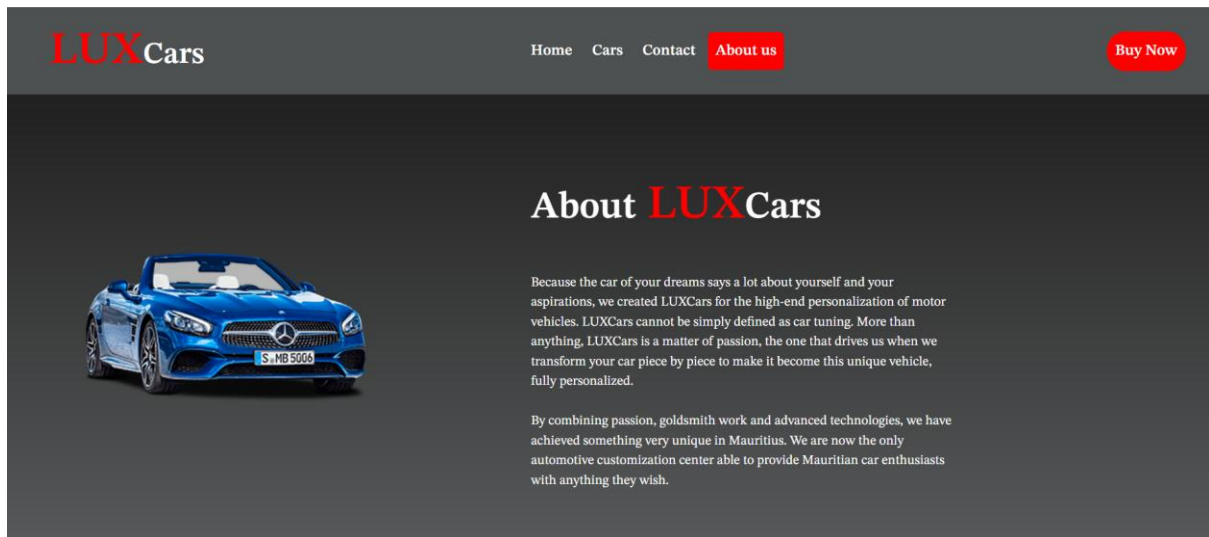 LUXCars
Home Cars Contact About us
Buy Now
About LUXCars
Because the car of your dreams says a lot about yourself and your
aspirations, we created LUXCars for the high-end personalization of motor
vehicles. LUXCars cannot be simply defined as car tuning. More than
anything, LUXCars is a matter of passion, the one that drives us when we
transform your car piece by piece to make it become this unique vehicle,
fully personalized.
By combining passion, goldsmith work and advanced technologies, we have
achieved something very unique in Mauritius. We are now the only
automotive customization center able to provide Mauritian car enthusiasts
with anything they wish.
S MB 5006